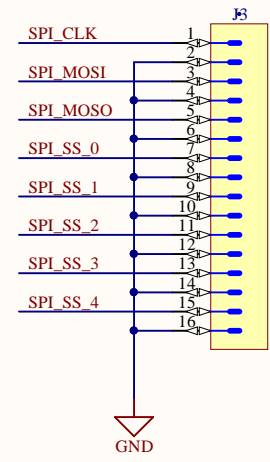 J3
SPI_CLK 1
2
SPI_MOSI 3
4
SPI_MOSO 5
6
SPI_SS_0 7
8
SPI_SS_1 9
10
SPI_SS_2 11
12
SPI_SS_3 13
14
SPI_SS_4 15
16
GND